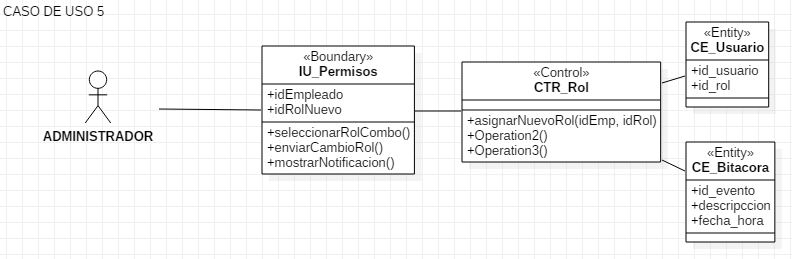 CASO DE USO 5
ADMINISTRADOR
«Boundary»
IU_Permisos
+idEmpleado
+idRolNuevo
+seleccionarRolCombo()
+enviarCambioRol()
+mostrarNotificacion()
«Control»
CTR_Rol
+asignarNuevoRol(idEmp, idRol)
+Operation2()
+Operation3()
«Entity»
CE_Usuario
+id_usuario
+id_rol
«Entity»
CE_Bitacora
+id_evento
+descripccion
+fecha_hora